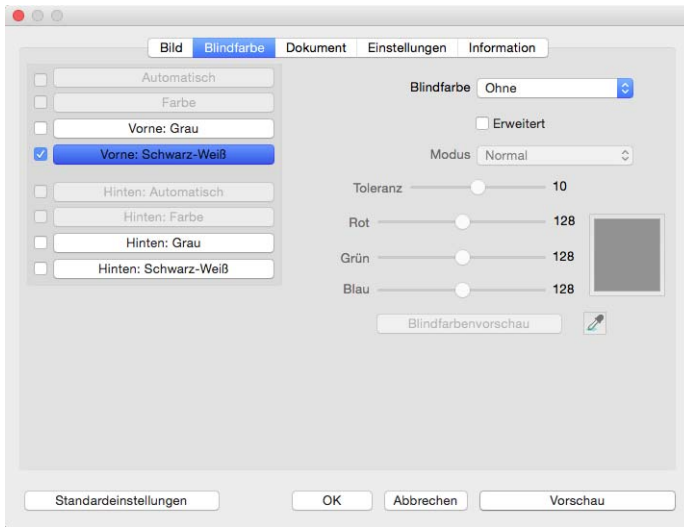 Bild Blindfarbe Dokument Einstellungen Information
Automatisch
Farbe
Vorne: Grau
Vorne: Schwarz-Weiß
Hinten: Automatisch
Hinten: Farbe
Hinten: Grau
Hinten: Schwarz-Weiß
Blindfarbe Ohne
Erweitert
Modus Normal
Toleranz 10
Rot 128
Grün 128
Blau 128
Blindfarbenvorschau
Standardeinstellungen OK Abbrechen Vorschau